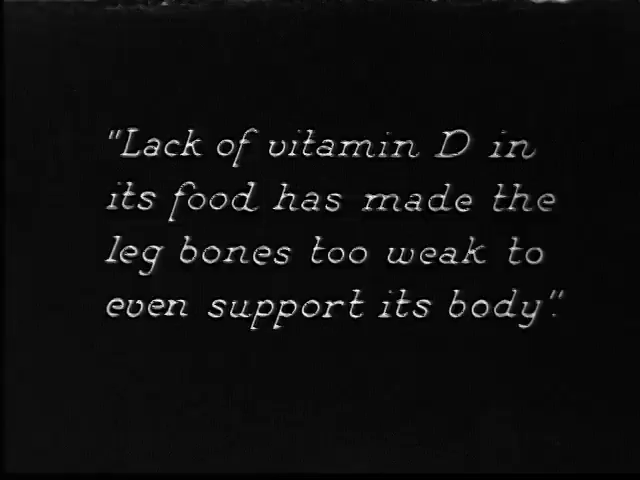 "Lack of vitamin D in
its food has made the
leg bones too weak to
even support its body".